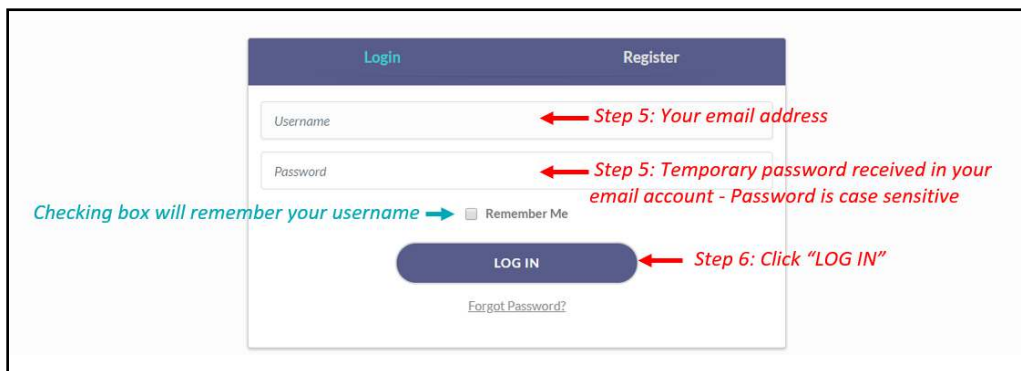 Login Register
Username
Step 5: Your email address
Password
Step 5: Temporary password received in your
email account - Password is case sensitive
Checking box will remember your username
Remember Me
LOG IN
Step 6: Click “LOG IN”
Forgot Password?